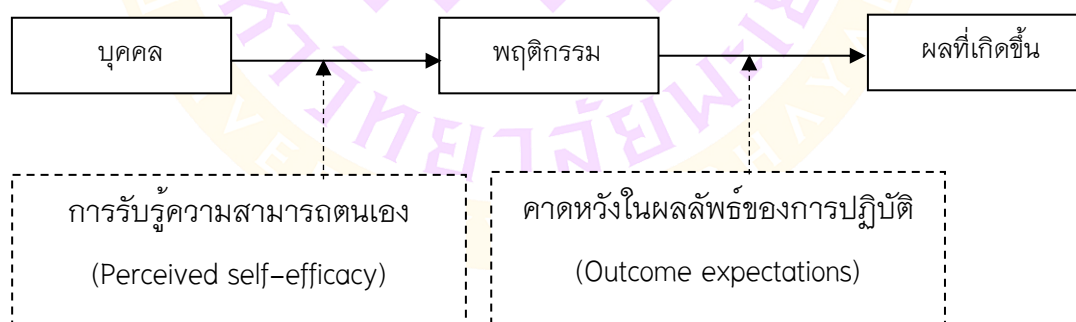 บุคคล
พฤติกรรม
ผลที่เกิดขึ้น
การรับรู้ความสามารถตนเอง
(Perceived self-efficacy)
คาดหวังในผลลัพธ์ของการปฏิบัติ
(Outcome expectations)